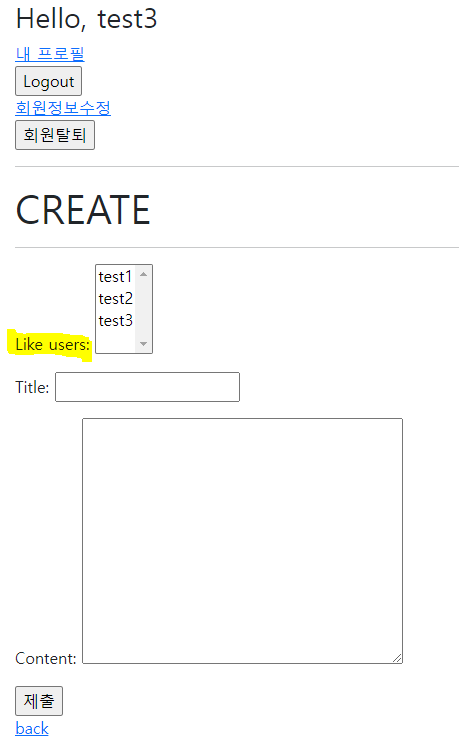 Hello, test3
내 프로필
Logout
회원정보수정
회원탈퇴
CREATE
test1
test2
test3
Like users:
Title:
Content:
제출
back